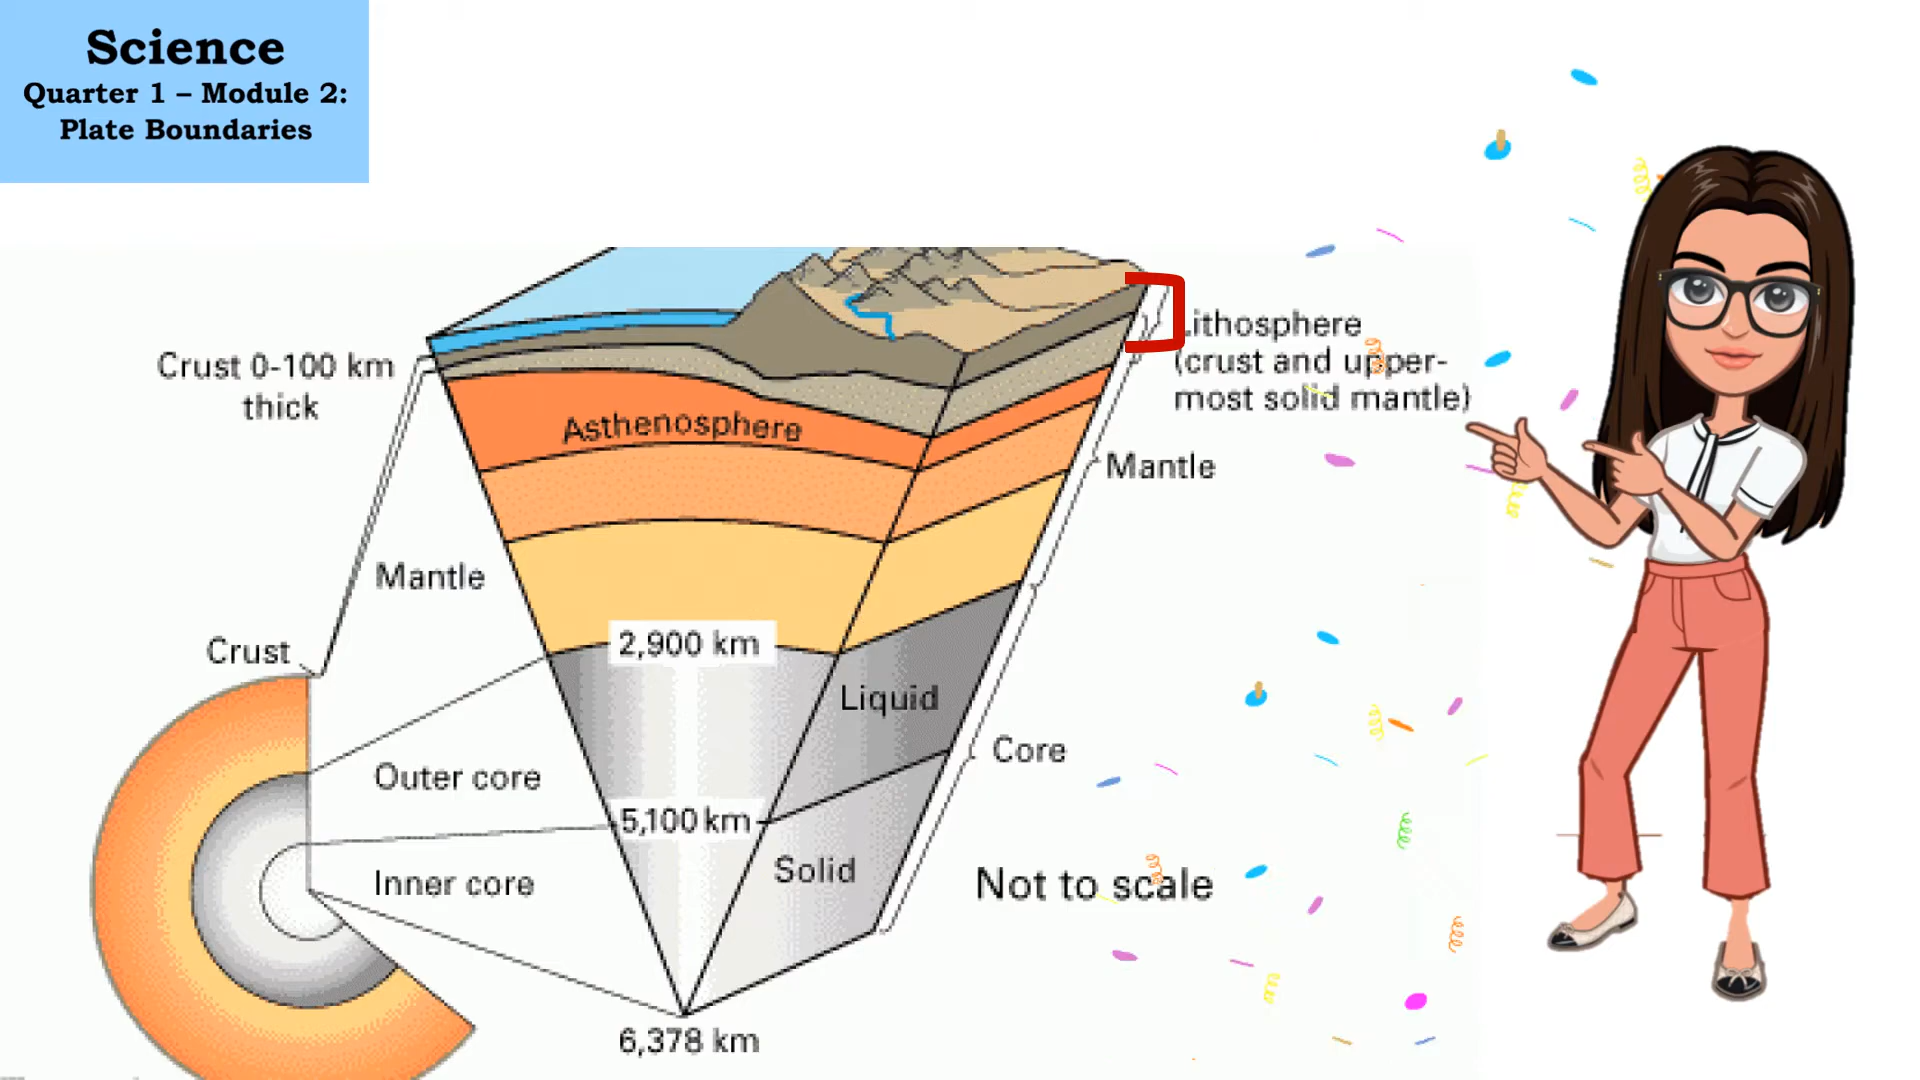 Science
Quarter 1 – Module 2:
Plate Boundaries
Crust 0-100 km
thick
Asthenosphere
Lithosphere
(crust and upper-
most solid mantle)
Mantle
Mantle
2,900 km
Crust
Liquid
Core
Outer core
5,100 km
Solid
Inner core
Not to scale
6,378 km